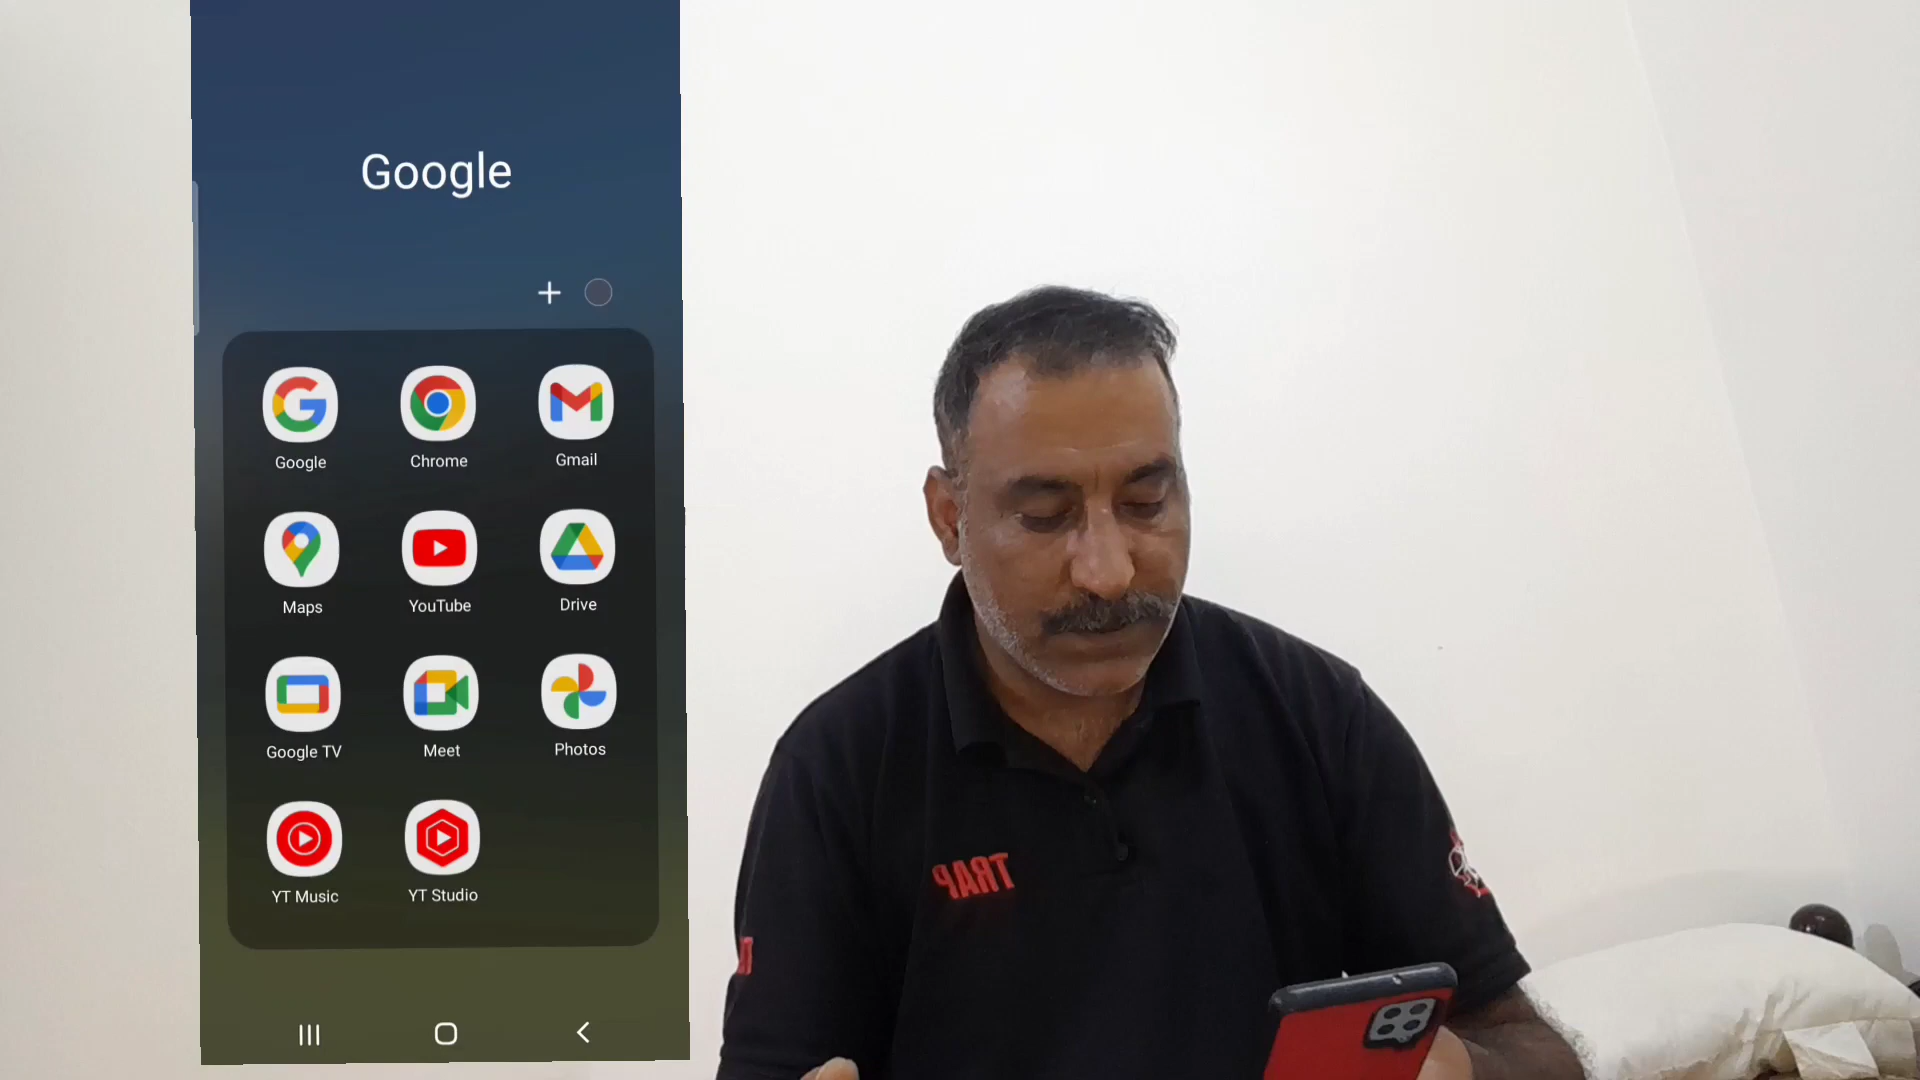 Google
Google
Chrome
Gmail
Maps
YouTube
Drive
Google TV
Meet
Photos
YT Music
YT Studio
TRAP